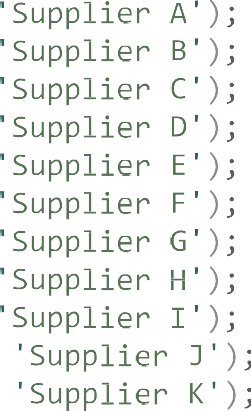 'Supplier A');
'Supplier B');
'Supplier C');
'Supplier D');
'Supplier E');
'Supplier F');
'Supplier G');
'Supplier H');
'Supplier I');
'Supplier J');
'Supplier K');